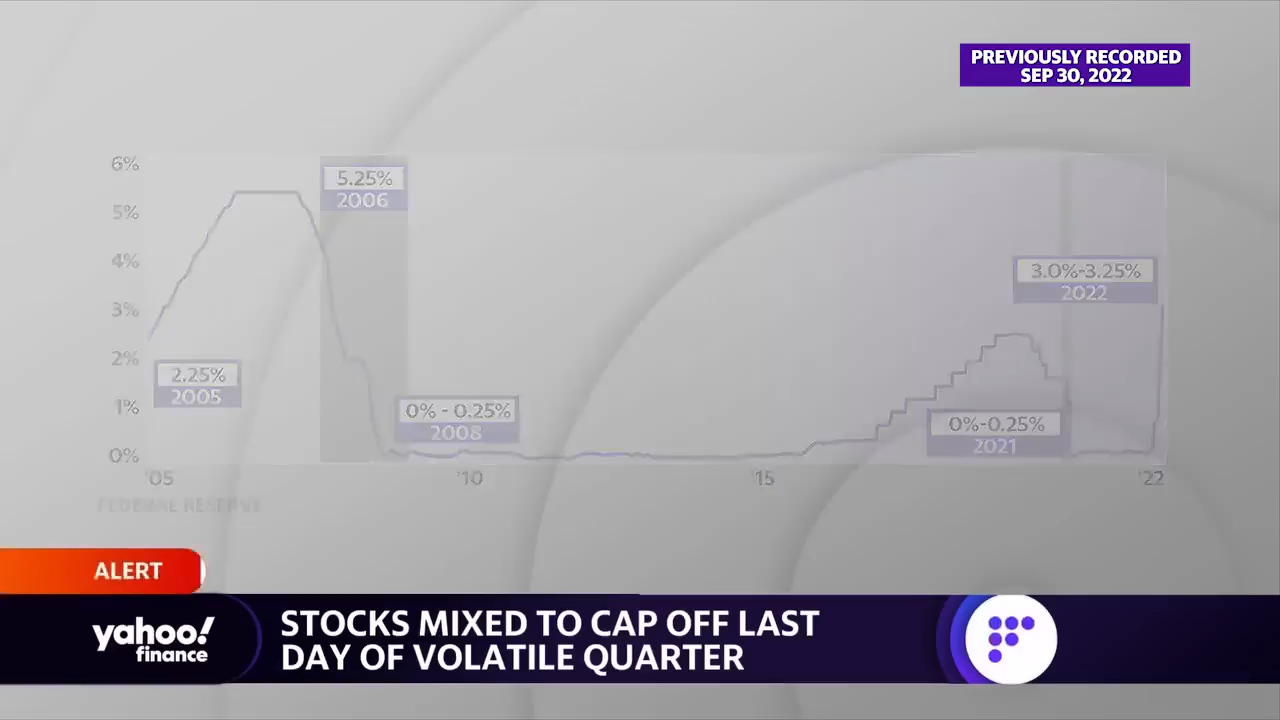 PREVIOUSLY RECORDED
SEP 30, 2022
6%
5%
4%
3%
2%
1%
0%
5.25%
2006
3.0%-3.25%
2022
2.25%
2005
0% - 0.25%
2008
0%-0.25%
2021
'05
'10
'15
'22
FEDERAL RESERVE
ALERT
yahoo!
finance
STOCKS MIXED TO CAP OFF LAST
DAY OF VOLATILE QUARTER